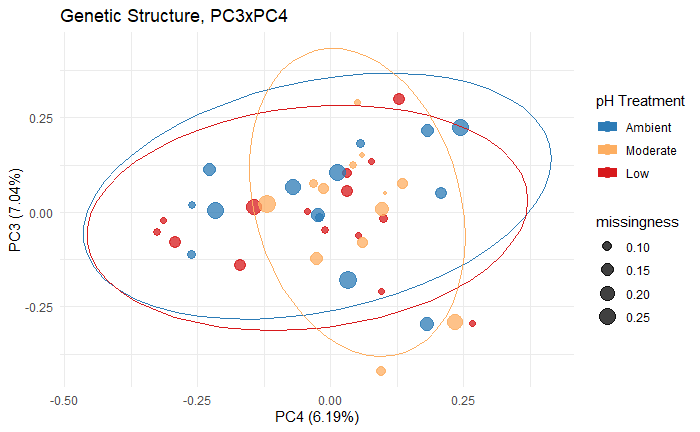 Genetic Structure, PC3xPC4
PC3 (7.04%)
0.25
0.00
-0.25
-0.50
-0.25
0.00
0.25
PC4 (6.19%)
pH Treatment
Ambient
Moderate
Low
missingness
0.10
0.15
0.20
0.25